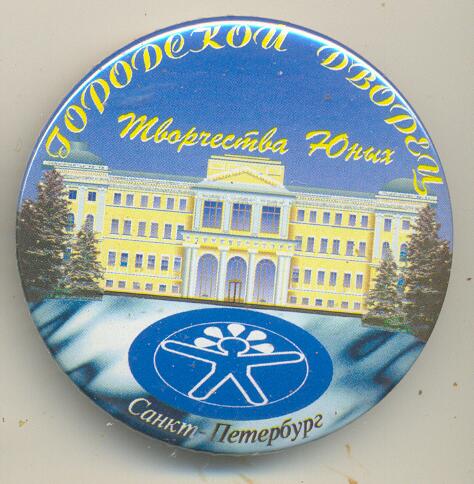 ГОРОДСКОЙ ДВОРЕЦ
Творчества Юных
Санкт-Петербург